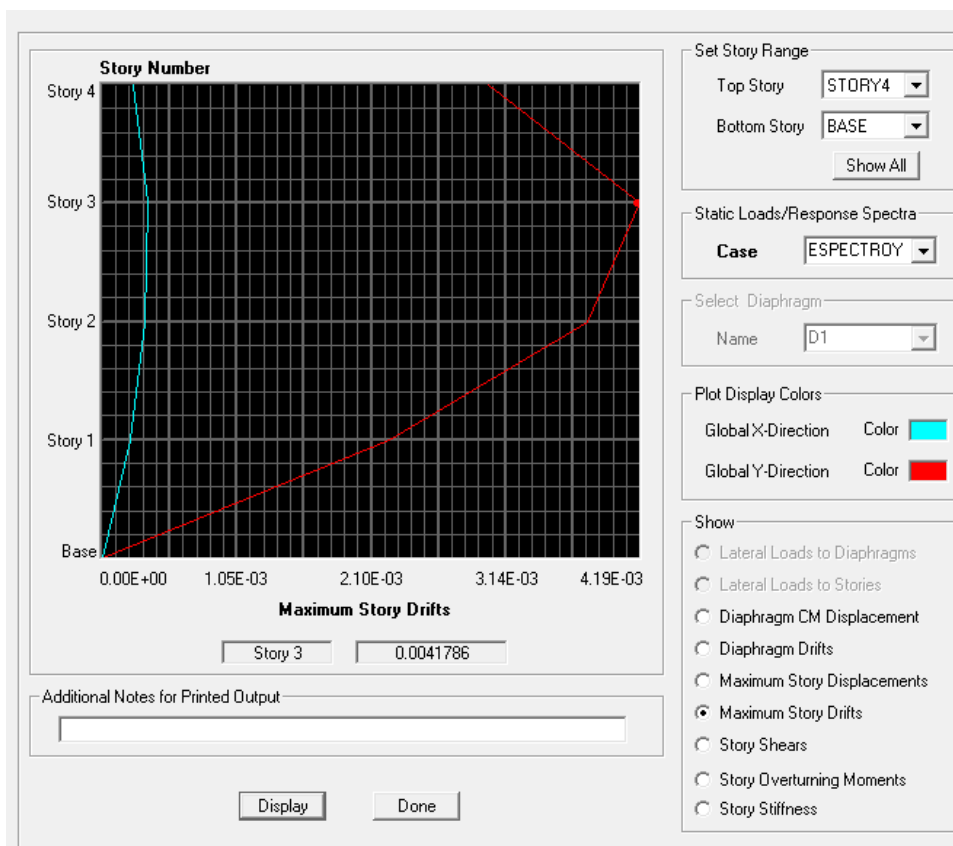 Story Number
Story 4
Story 3
Story 2
Story 1
Base
0.00E+00 1.05E-03 2.10E-03 3.14E-03 4.19E-03
Maximum Story Drifts
Story 3 0.0041786
Additional Notes for Printed Output
Display Done
Set Story Range
Top Story STORY4
Bottom Story BASE
Show All
Static Loads/Response Spectra
Case ESPECTROY
Select Diaphragm
Name D1
Plot Display Colors
Global X-Direction Color
Global Y-Direction Color
Show
Lateral Loads to Diaphragms
Lateral Loads to Stories
Diaphragm CM Displacement
Diaphragm Drifts
Maximum Story Displacements
Maximum Story Drifts
Story Shears
Story Overturning Moments
Story Stiffness